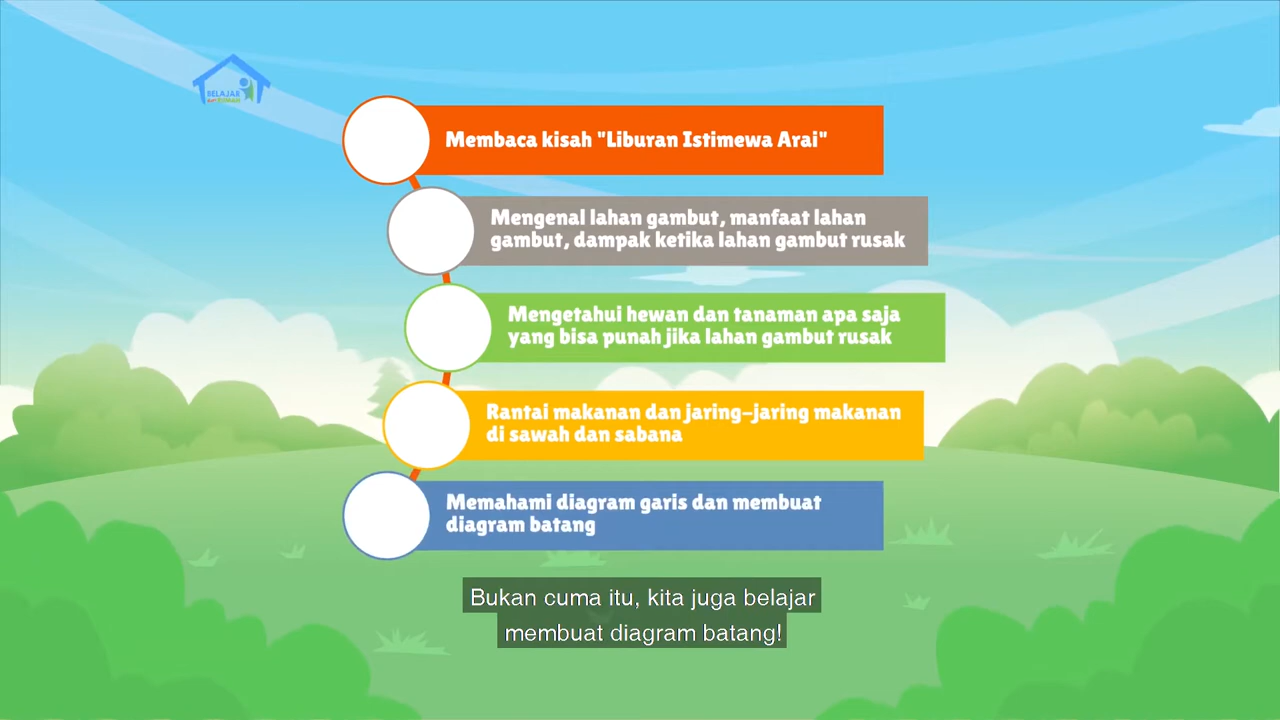 BELAJAR
Membaca kisah "Liburan Istimewa Arai"
Mengenal lahan gambut, manfaat lahan
gambut, dampak ketika lahan gambut rusak
Mengetahui hewan dan tanaman apa saja
yang bisa punah jika lahan gambut rusak
Rantai makanan dan jaring-jaring makanan
di sawah dan sabana
Memahami diagram garis dan membuat
diagram batang
Bukan cuma itu, kita juga belajar
membuat diagram batang!